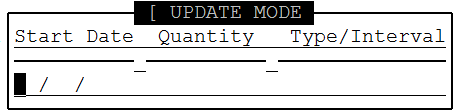 [ UPDATE MODE
Start Date  Quantity   Type/Interval
_ _
/  /